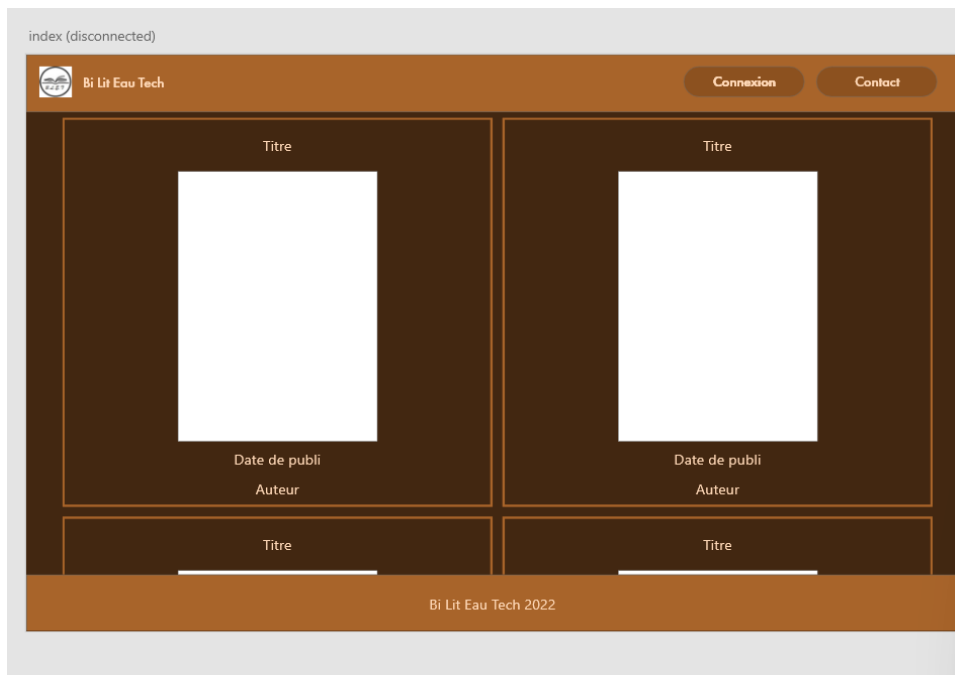 index (disconnected)
Bi Lit Eau Tech
Connexion
Contact
Titre
Titre
Date de publi
Date de publi
Auteur
Auteur
Titre
Titre
Bi Lit Eau Tech 2022